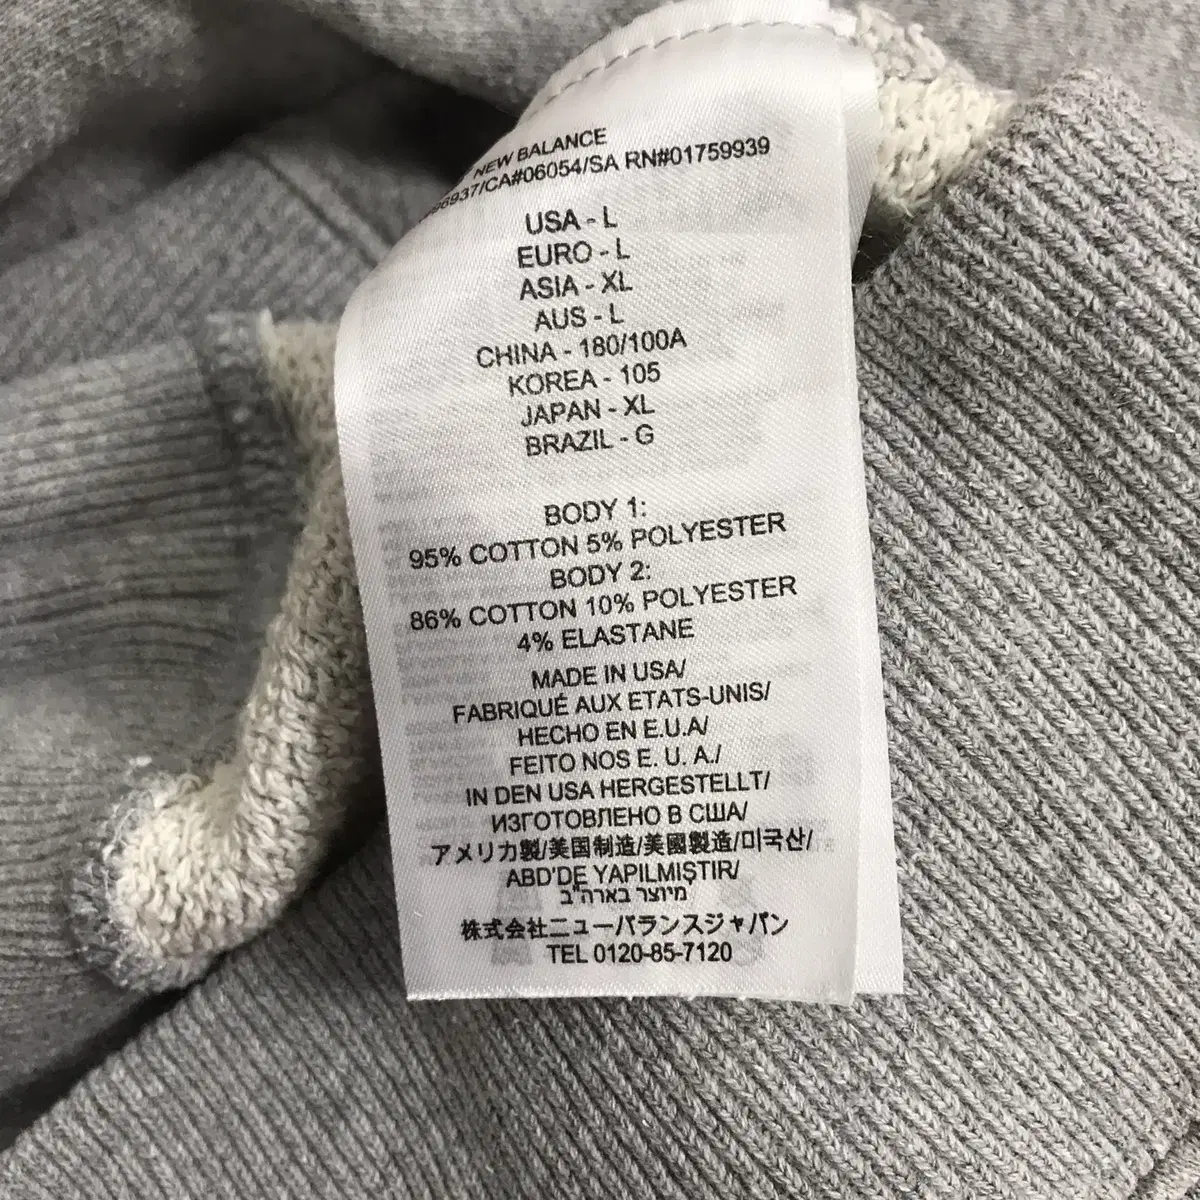 NEW BALANCE
96937/CA#06054/SA RN#01759939
USA - L
EURO - L
ASIA - XL
AUS - L
CHINA - 180/100A
KOREA - 105
JAPAN - XL
BRAZIL - G
BODY 1:
95% COTTON 5% POLYESTER
BODY 2:
86% COTTON 10% POLYESTER
4% ELASTANE
MADE IN USA/
FABRIQUÉ AUX ETATS-UNIS/
HECHO EN E.U.A/
FEITO NOS E. U. A./
IN DEN USA HERGESTELLT/
ИЗГОТОВЛЕНО В США/
アメリカ製/美国制造/美國製造/미국산/
ABD'DE YAPILMIŞTIR/
מיוצר בארה"ב
株式会社ニューバランスジャパン
TEL 0120-85-7120